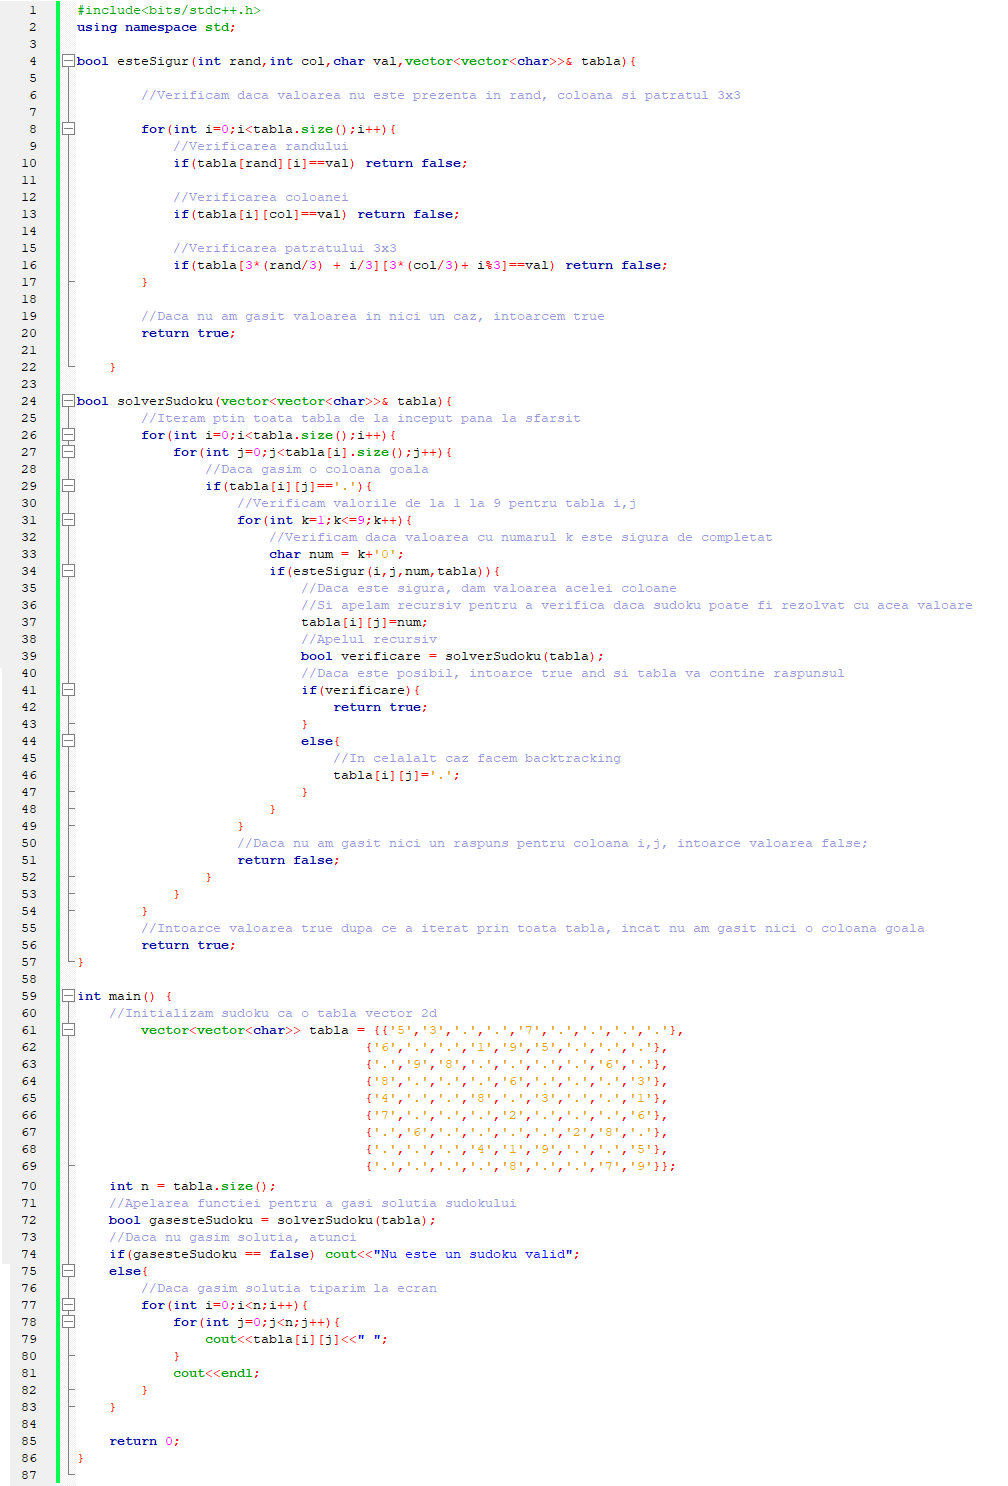 1 #include<bits/stdc++.h>
2 using namespace std;
3
4 bool esteSigur(int rand,int col,char val,vector<vector<char>>& tabla){
5
6 //Verificam daca valoarea nu este prezenta in rand, coloana si patratul 3x3
7
8 for(int i=0;i<tabla.size();i++){
9 //Verificarea randului
10 if(tabla[rand][i]==val) return false;
11
12 //Verificarea coloanei
13 if(tabla[i][col]==val) return false;
14
15 //Verificarea patratului 3x3
16 if(tabla[3*(rand/3) + i/3][3*(col/3)+ i%3]==val) return false;
17 }
18
19 //Daca nu am gasit valoarea in nici un caz, intoarcem true
20 return true;
21
22 }
23
24 bool solverSudoku(vector<vector<char>>& tabla){
25 //Iteram ptin toata tabla de la inceput pana la sfarsit
26 for(int i=0;i<tabla.size();i++){
27 for(int j=0;j<tabla[i].size();j++){
28 //Daca gasim o coloana goala
29 if(tabla[i][j]=='.'){
30 //Verificam valorile de la 1 la 9 pentru tabla i,j
31 for(int k=1;k<=9;k++){
32 //Verificam daca valoarea cu numarul k este sigura de completat
33 char num = k+'0';
34 if(esteSigur(i,j,num,tabla)){
35 //Daca este sigura, dam valoarea acelei coloane
36 //Si apelam recursiv pentru a verifica daca sudoku poate fi rezolvat cu acea valoare
37 tabla[i][j]=num;
38 //Apelul recursiv
39 bool verificare = solverSudoku(tabla);
40 //Daca este posibil, intoarce true and si tabla va contine raspunsul
41 if(verificare){
42 return true;
43 }
44 else{
45 //In celalalt caz facem backtracking
46 tabla[i][j]='.';
47 }
48 }
49 }
50 //Daca nu am gasit nici un raspuns pentru coloana i,j, intoarce valoarea false;
51 return false;
52 }
53 }
54 }
55 //Intoarce valoarea true dupa ce a iterat prin toata tabla, incat nu am gasit nici o coloana goala
56 return true;
57 }
58
59 int main() {
60 //Initializam sudoku ca o tabla vector 2d
61 vector<vector<char>> tabla = {{'5','3','.','.','7','.','.','.','.'},
62 {'6','.','.','1','9','5','.','.','.'},
63 {'.','9','8','.','.','.','.','6','.'},
64 {'8','.','.','.','6','.','.','.','3'},
65 {'4','.','.','8','.','3','.','.','1'},
66 {'7','.','.','.','2','.','.','.','6'},
67 {'.','6','.','.','.','.','2','8','.'},
68 {'.','.','.','4','1','9','.','.','5'},
69 {'.','.','.','.','8','.','.','7','9'}};
70 int n = tabla.size();
71 //Apelarea functiei pentru a gasi solutia sudokului
72 bool gasesteSudoku = solverSudoku(tabla);
73 //Daca nu gasim solutia, atunci
74 if(gasesteSudoku == false) cout<<"Nu este un sudoku valid";
75 else{
76 //Daca gasim solutia tiparim la ecran
77 for(int i=0;i<n;i++){
78 for(int j=0;j<n;j++){
79 cout<<tabla[i][j]<<" ";
80 }
81 cout<<endl;
82 }
83 }
84
85 return 0;
86 }
87